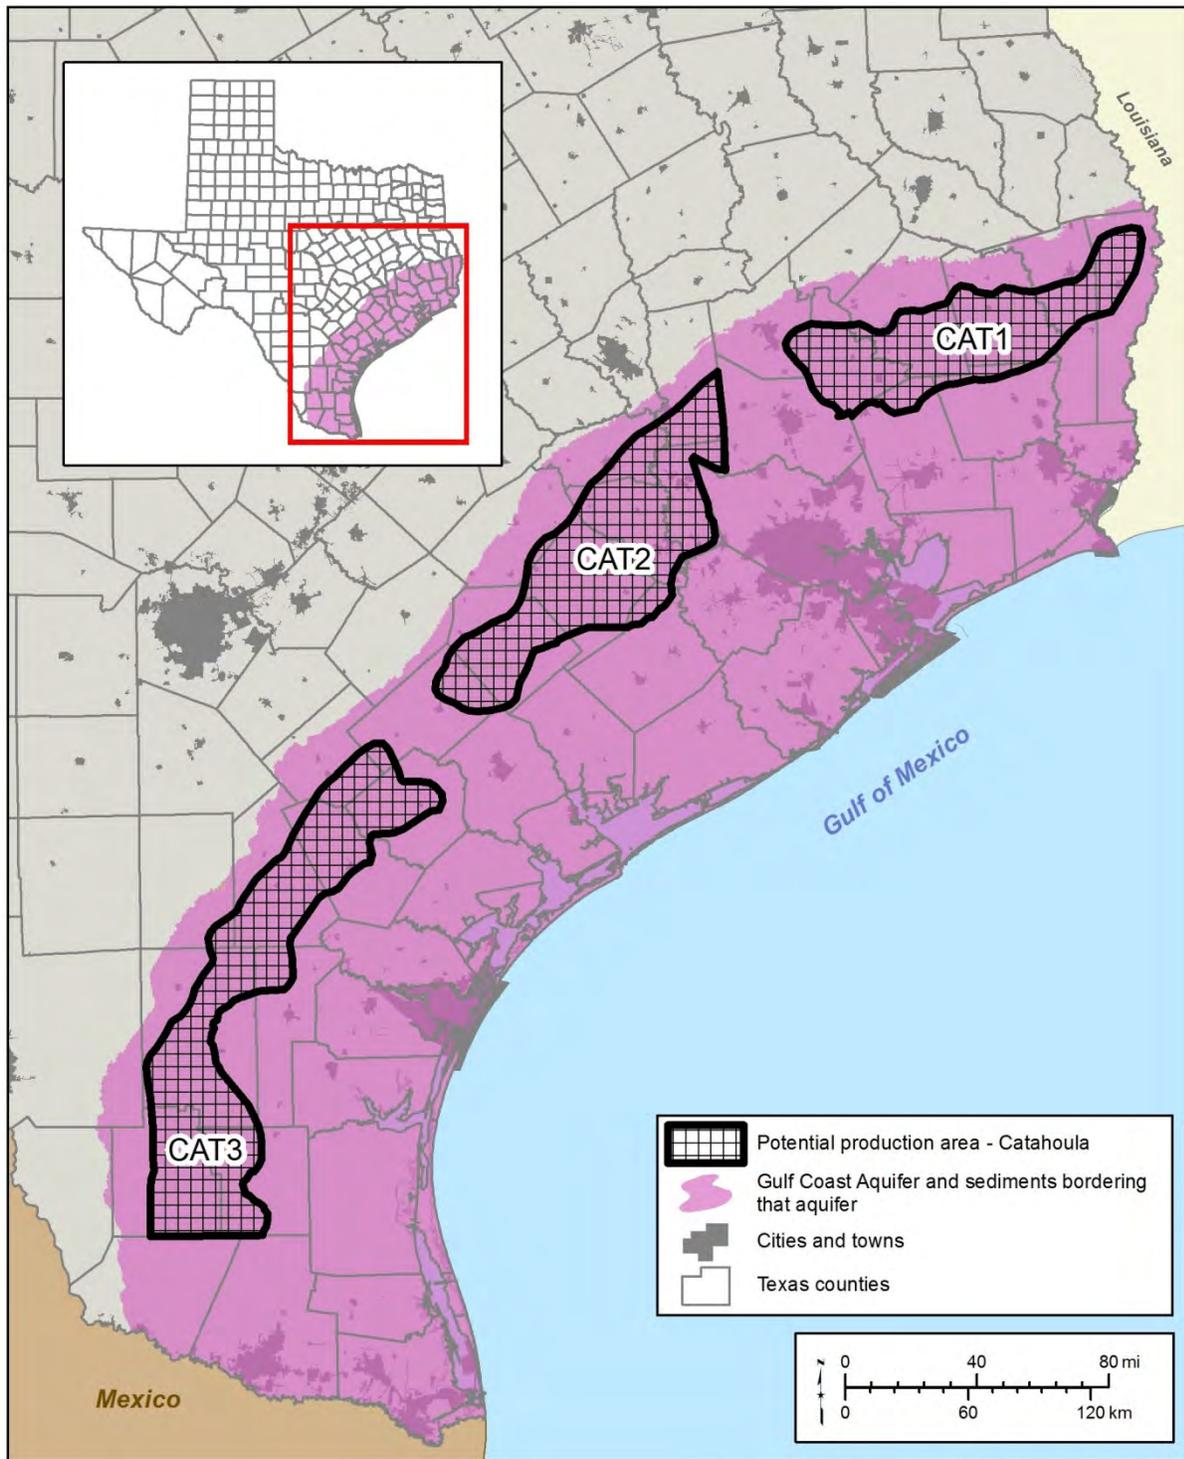 Louisiana
CAT1
CAT2
Gulf of Mexico
CAT3
Mexico
Potential production area - Catahoula
Gulf Coast Aquifer and sediments bordering
that aquifer
Cities and towns
Texas counties
N
0 40 80 mi
0 60 120 km